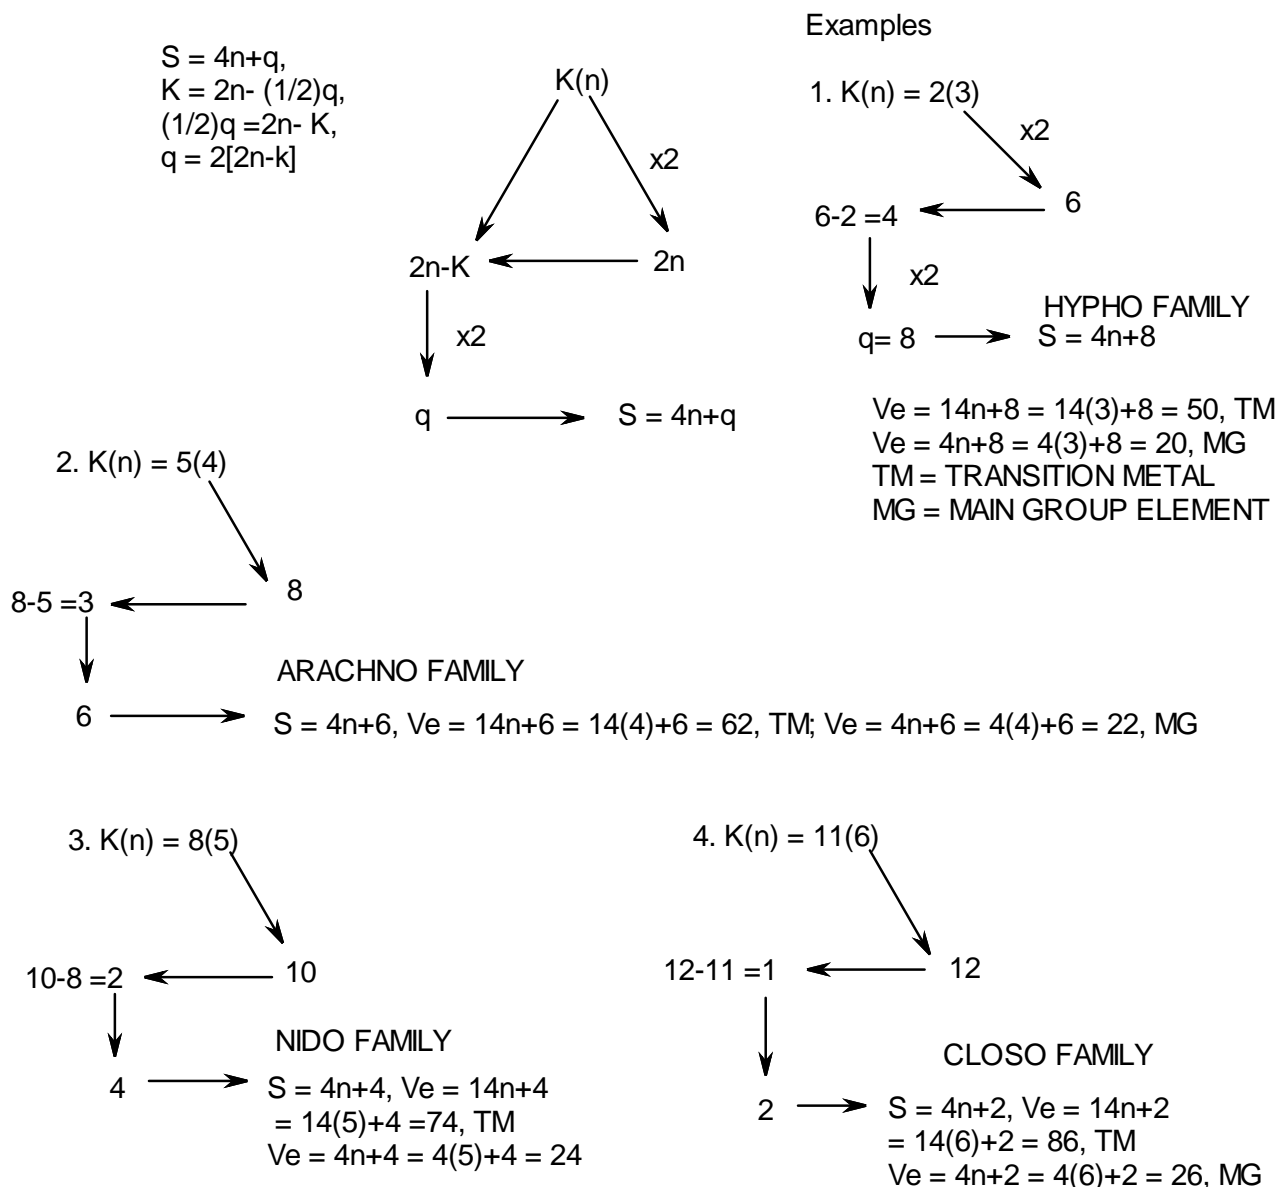 S = 4n+q,
K = 2n- (1/2)q,
(1/2)q =2n- K,
q = 2[2n-k]
K(n)
x2
2n-K
2n
x2
q
S = 4n+q
Examples
1. K(n) = 2(3)
x2
6-2 =4
6
x2
HYPHO FAMILY
q= 8
S = 4n+8
Ve = 14n+8 = 14(3)+8 = 50, TM
Ve = 4n+8 = 4(3)+8 = 20, MG
TM = TRANSITION METAL
MG = MAIN GROUP ELEMENT
2. K(n) = 5(4)
8-5 =3
8
ARACHNO FAMILY
6
S = 4n+6, Ve = 14n+6 = 14(4)+6 = 62, TM; Ve = 4n+6 = 4(4)+6 = 22, MG
3. K(n) = 8(5)
10-8 =2
10
NIDO FAMILY
4
S = 4n+4, Ve = 14n+4
= 14(5)+4 =74, TM
Ve = 4n+4 = 4(5)+4 = 24
4. K(n) = 11(6)
12-11 =1
12
CLOSO FAMILY
2
S = 4n+2, Ve = 14n+2
= 14(6)+2 = 86, TM
Ve = 4n+2 = 4(6)+2 = 26, MG